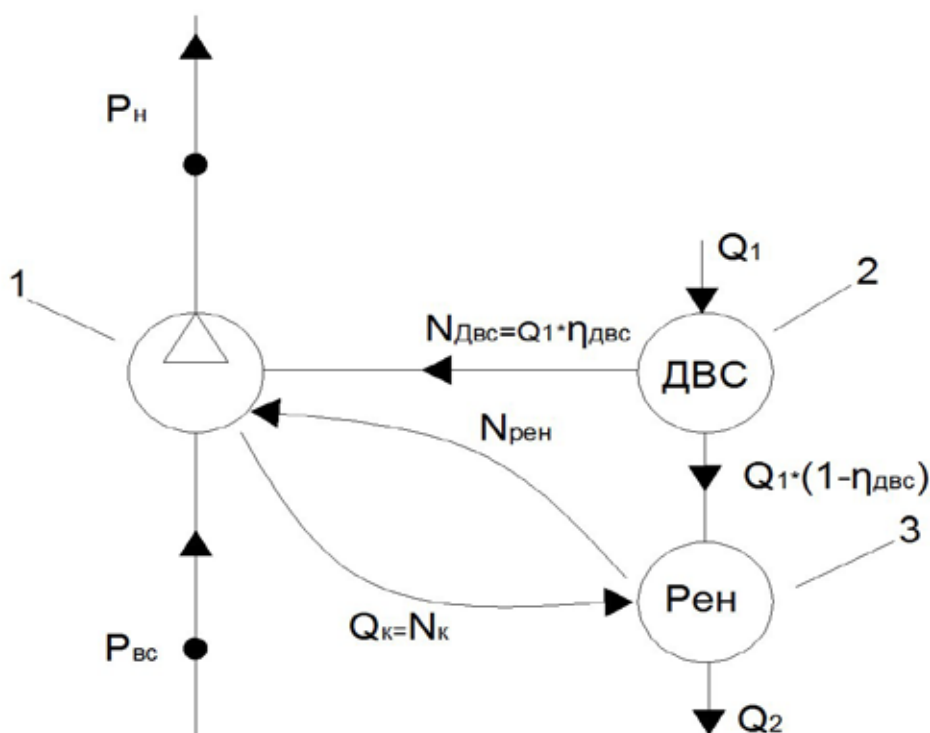 Pн
Q1
1
2
NДвс=Q1*ηдвс
ДВС
Nрен
Q1*(1-ηдвс)
3
Рен
Qк=Nк
Pвс
Q2